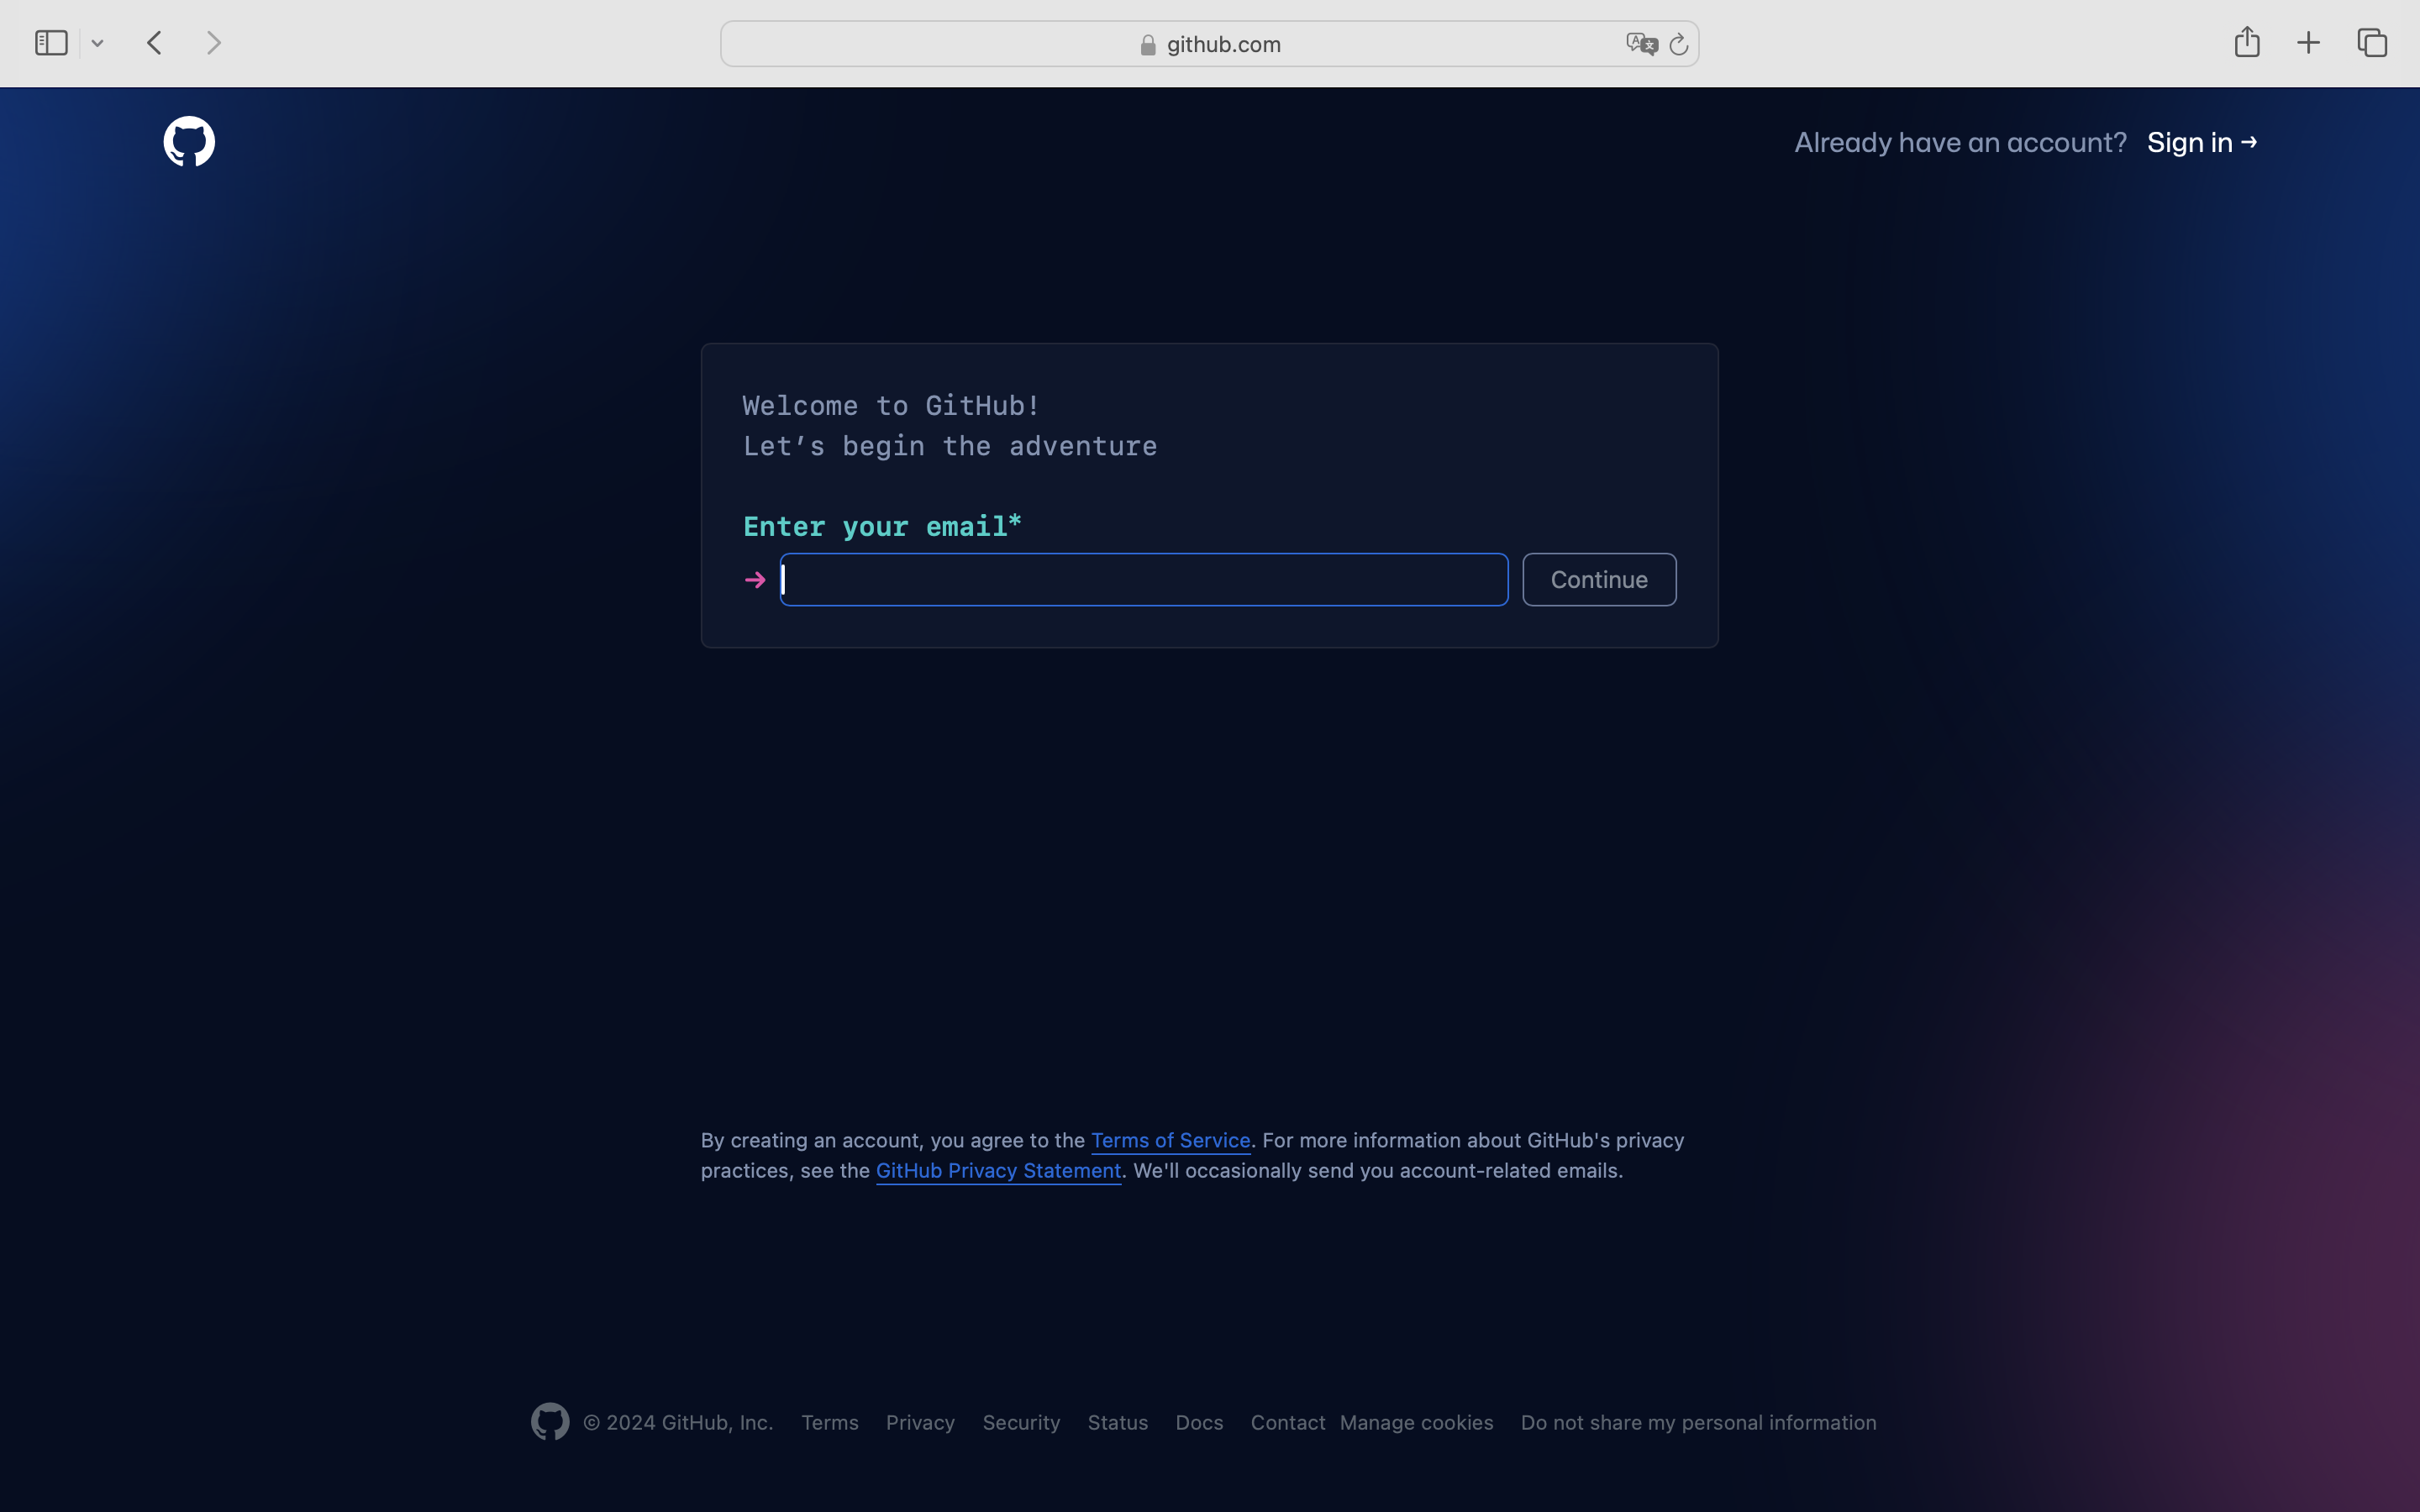 github.com
Already have an account? Sign in →
Welcome to GitHub!
Let’s begin the adventure
Enter your email*
→ Continue
By creating an account, you agree to the Terms of Service. For more information about GitHub's privacy
practices, see the GitHub Privacy Statement. We'll occasionally send you account-related emails.
© 2024 GitHub, Inc. Terms Privacy Security Status Docs Contact Manage cookies Do not share my personal information